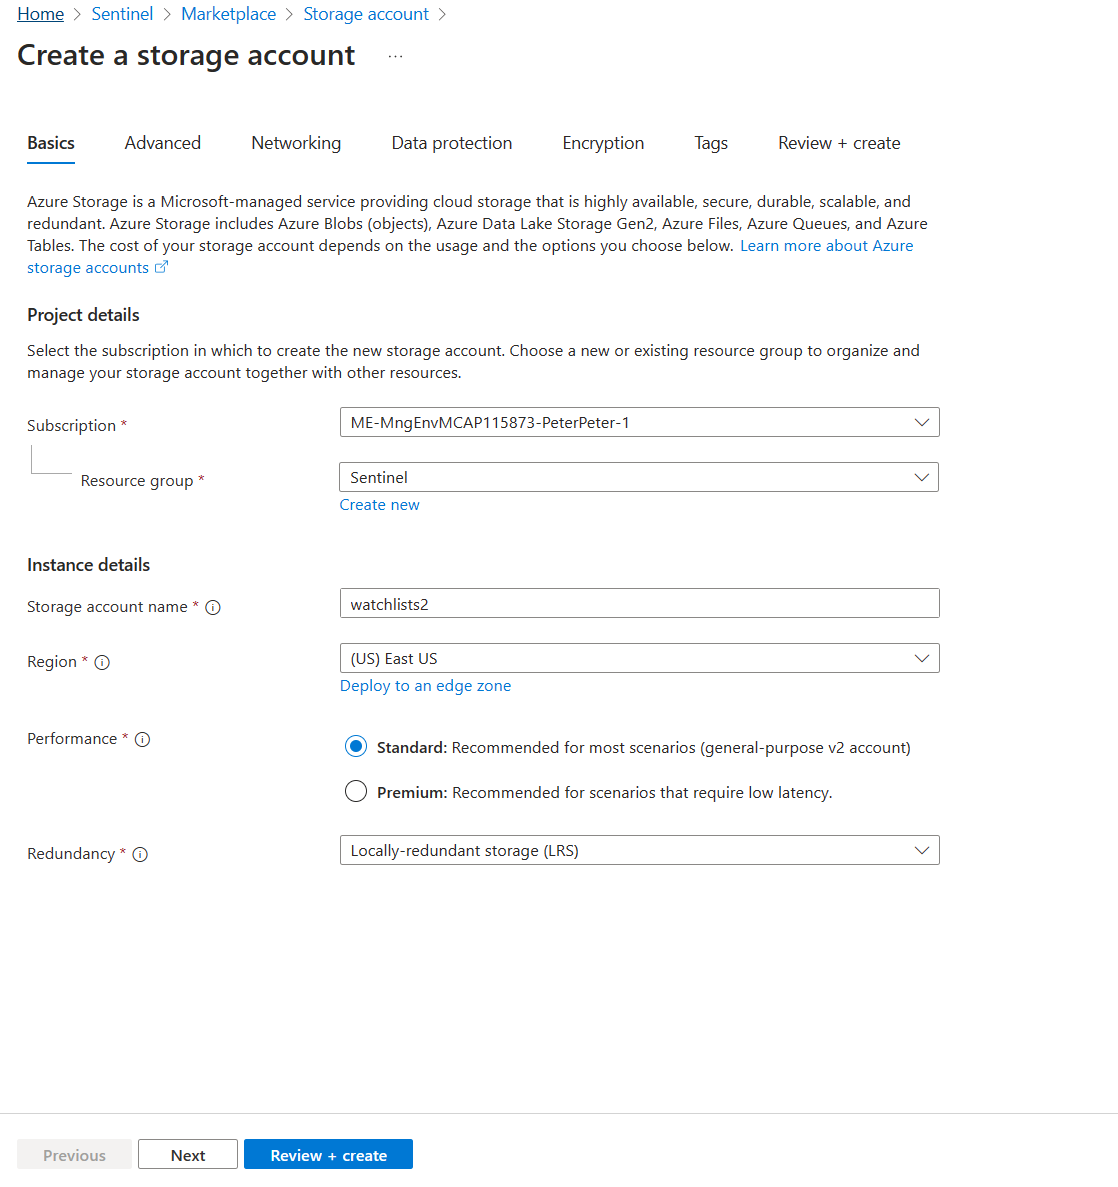 Home > Sentinel > Marketplace > Storage account >
Create a storage account ...
Basics Advanced Networking Data protection Encryption Tags Review + create
Azure Storage is a Microsoft-managed service providing cloud storage that is highly available, secure, durable, scalable, and
redundant. Azure Storage includes Azure Blobs (objects), Azure Data Lake Storage Gen2, Azure Files, Azure Queues, and Azure
Tables. The cost of your storage account depends on the usage and the options you choose below. Learn more about Azure
storage accounts
Project details
Select the subscription in which to create the new storage account. Choose a new or existing resource group to organize and
manage your storage account together with other resources.
Subscription * ME-MngEnvMCAP115873-PeterPeter-1
Resource group * Sentinel
Create new
Instance details
Storage account name * watchlists2
Region * (US) East US
Deploy to an edge zone
Performance * Standard: Recommended for most scenarios (general-purpose v2 account)
Premium: Recommended for scenarios that require low latency.
Redundancy * Locally-redundant storage (LRS)
Previous Next Review + create